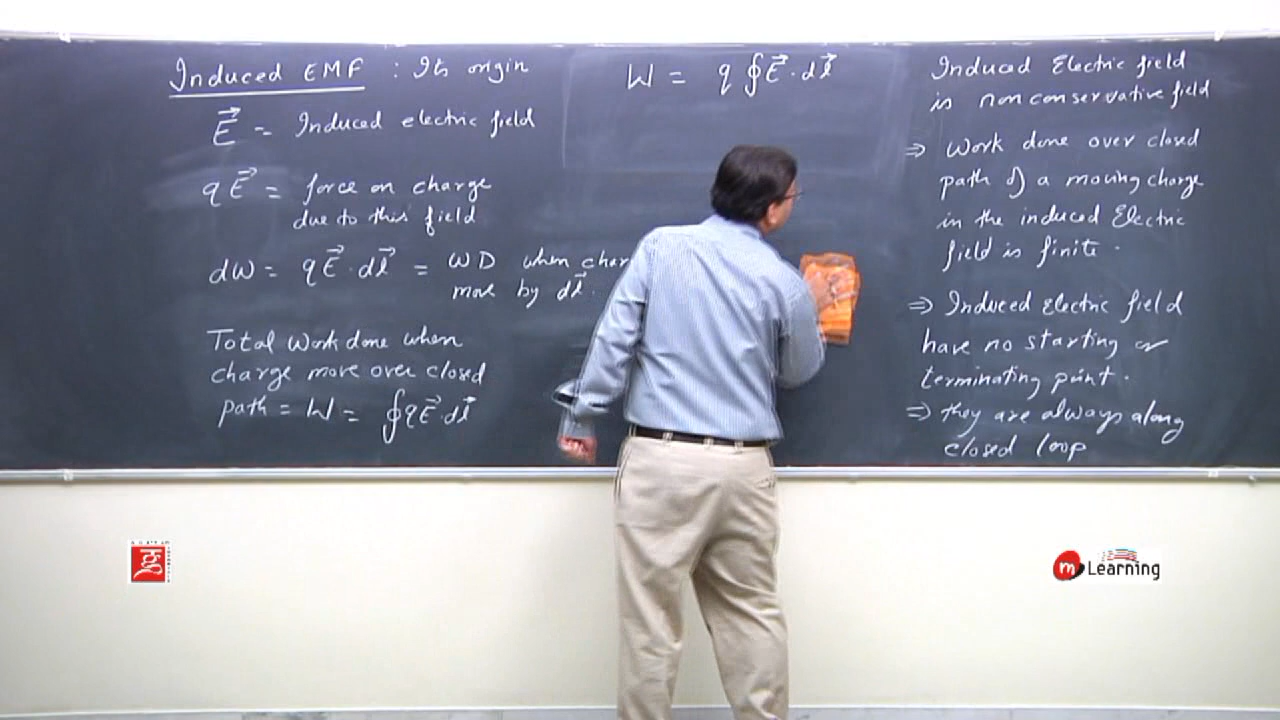 Induced EMF : Its origin
E⃗ = Induced electric field
qE⃗ = force on charge
due to this field
dW = qE⃗ · dl⃗ = WD when char
move by dl⃗ .
Total Work done when
charge move over closed
path = W = ∮qE⃗·dl⃗
W = q ∮E⃗ · dl⃗
Induced Electric field
is nonconservative field
⇒ Work done over closed
path of a moving charge
in the induced Electric
field is finite .
⇒ Induced Electric field
have no starting or
terminating point .
⇒ they are always along
closed loop
m Learning